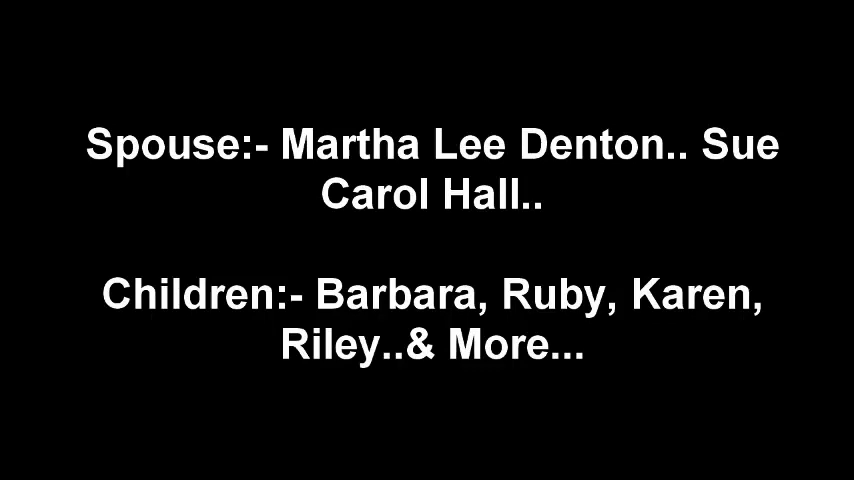 Spouse:- Martha Lee Denton.. Sue
Carol Hall..
Children:- Barbara, Ruby, Karen,
Riley..& More...